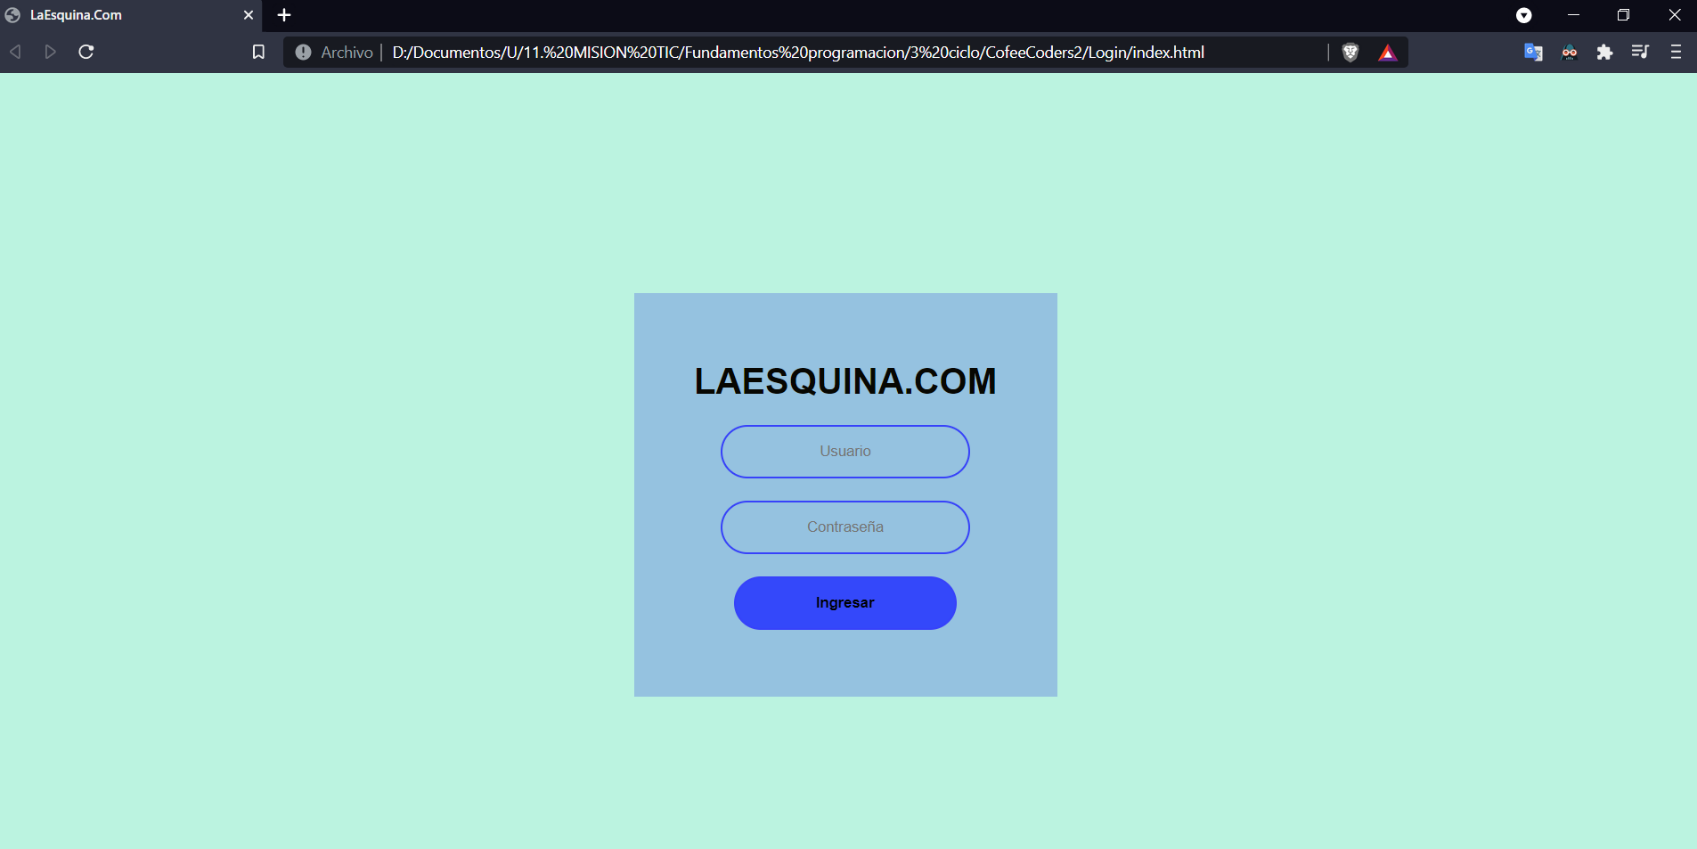 LaEsquina.Com
Archivo | D:/Documentos/U/11.%20MISION%20TIC/Fundamentos%20programacion/3%20ciclo/CofeeCoders2/Login/index.html
LAESQUINA.COM
Usuario
Contraseña
Ingresar